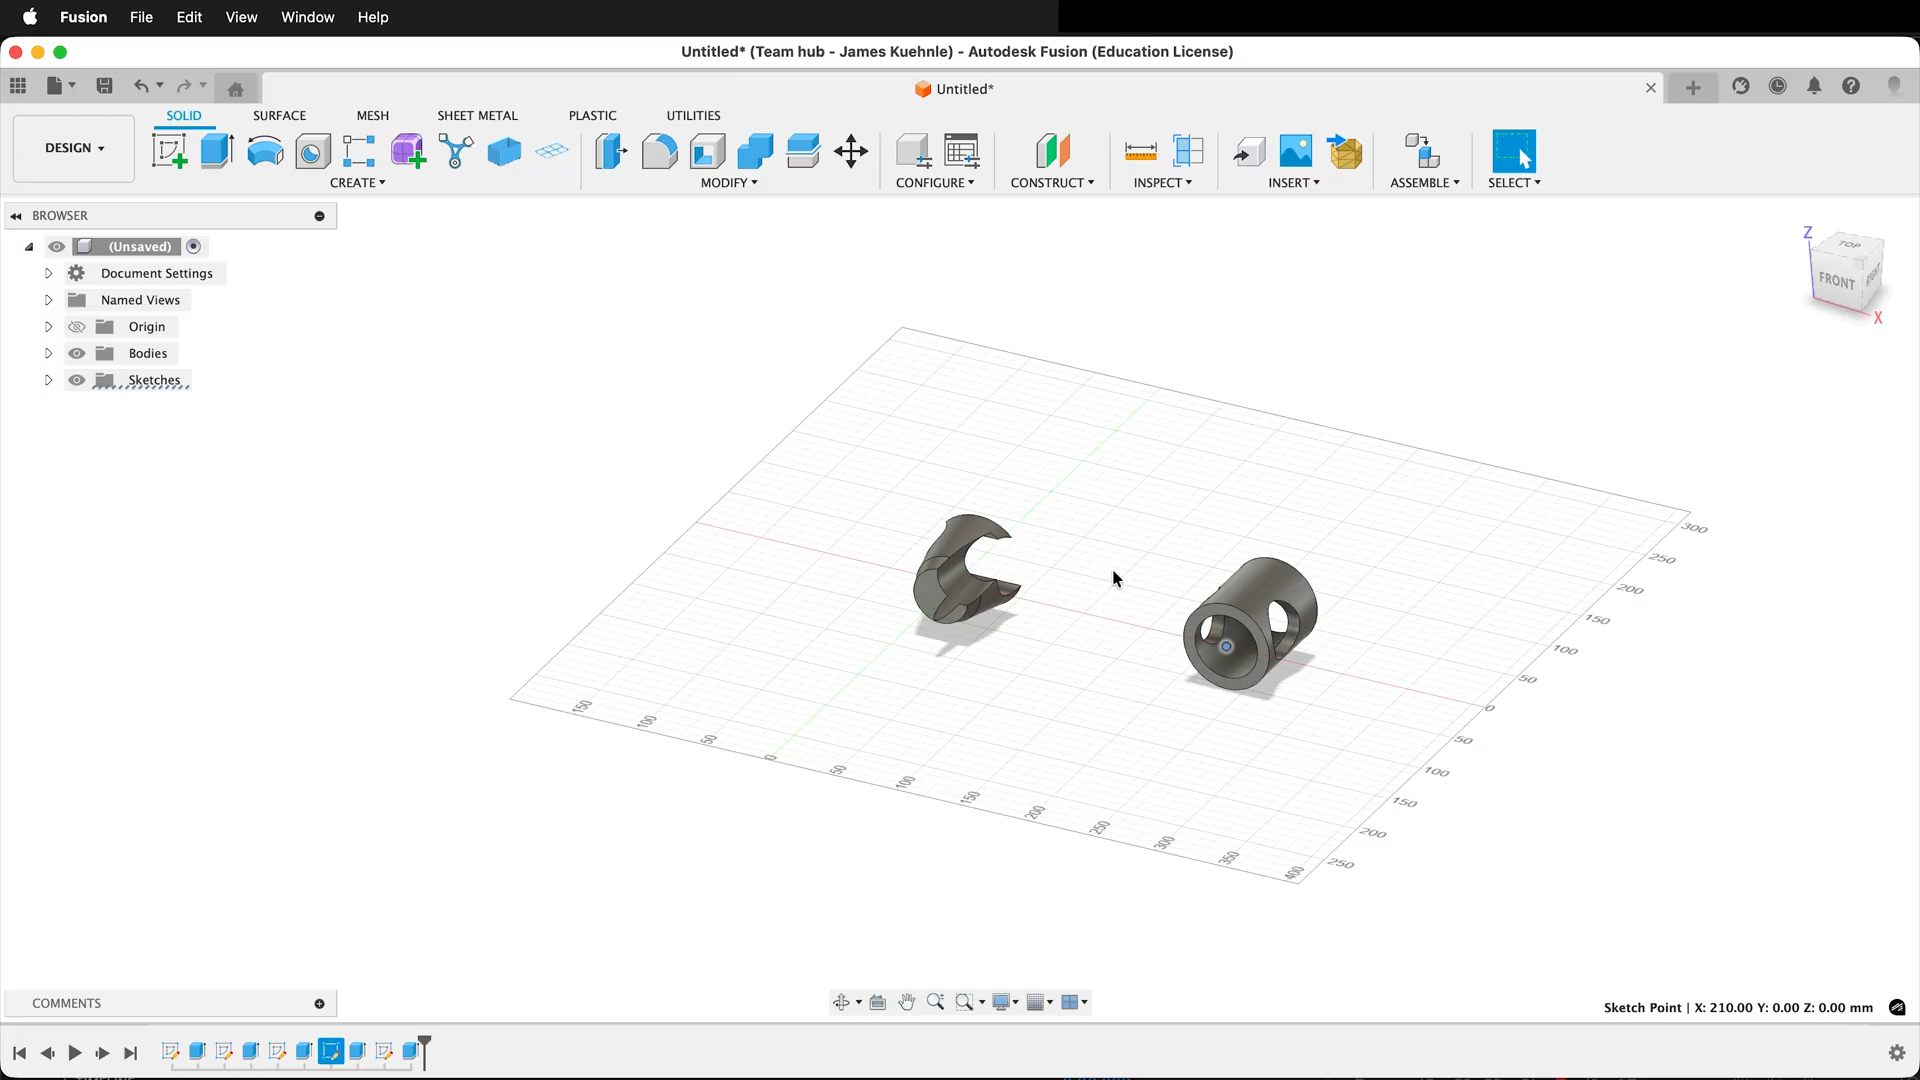 Fusion File Edit View Window Help
Untitled* (Team hub - James Kuehnle) - Autodesk Fusion (Education License)
Untitled*
SOLID SURFACE MESH SHEET METAL PLASTIC UTILITIES
DESIGN
CREATE MODIFY CONFIGURE CONSTRUCT INSPECT INSERT ASSEMBLE SELECT
BROWSER
(Unsaved)
Document Settings
Named Views
Origin
Bodies
Sketches
Z
TOP
FRONT
RIGHT
X
300
250
200
150
100
50
0
50
100
150
200
250
150
100
50
0
50
100
150
200
250
300
350
400
COMMENTS
Sketch Point | X: 210.00 Y: 0.00 Z: 0.00 mm